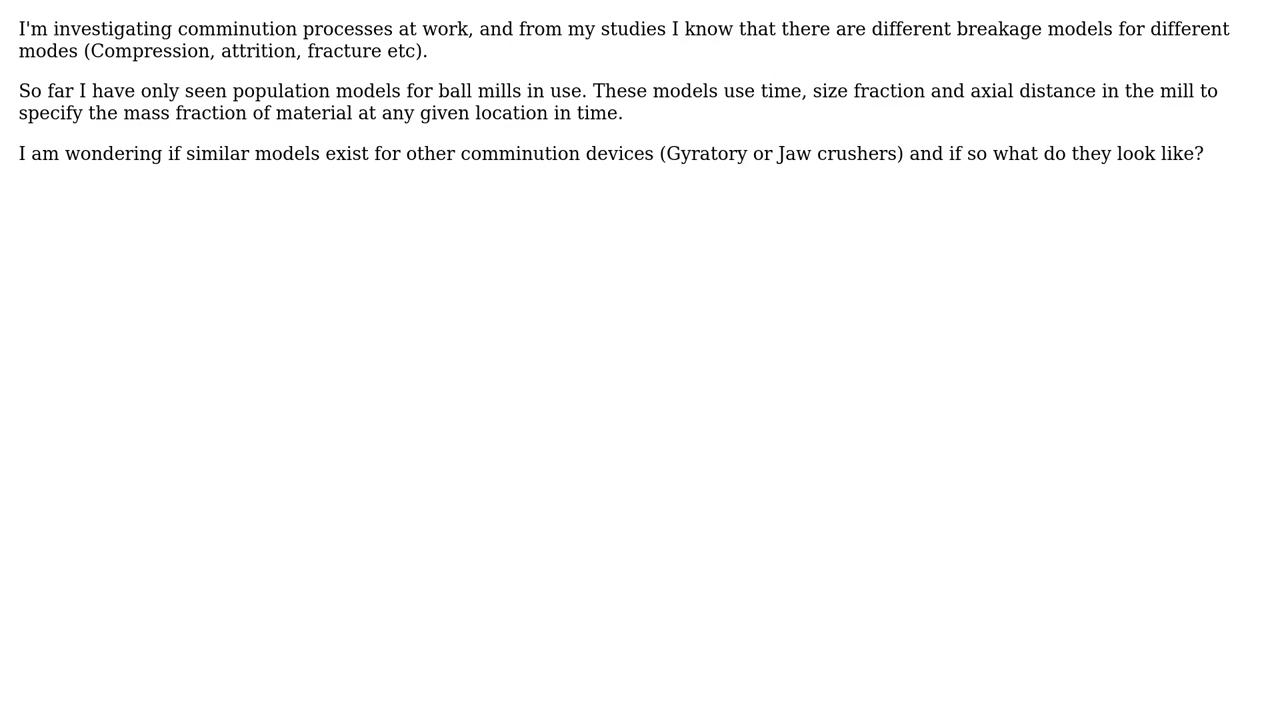 I'm investigating comminution processes at work, and from my studies I know that there are different breakage models for different
modes (Compression, attrition, fracture etc).
So far I have only seen population models for ball mills in use. These models use time, size fraction and axial distance in the mill to
specify the mass fraction of material at any given location in time.
I am wondering if similar models exist for other comminution devices (Gyratory or Jaw crushers) and if so what do they look like?